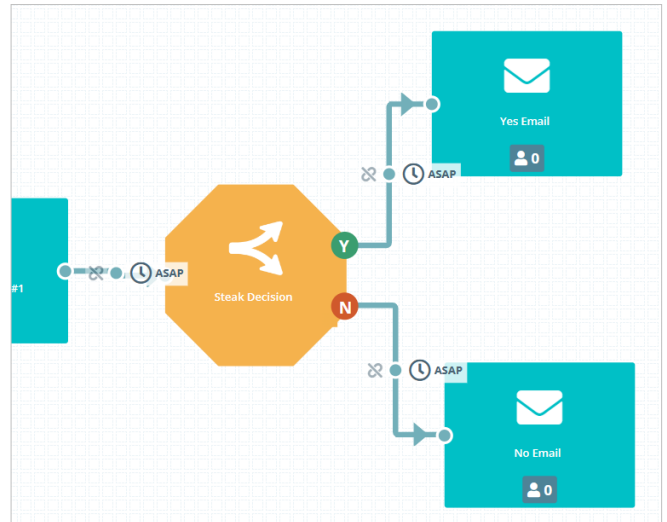 Yes Email
0
ASAP
Y
#1
ASAP
Steak Decision
N
ASAP
No Email
0